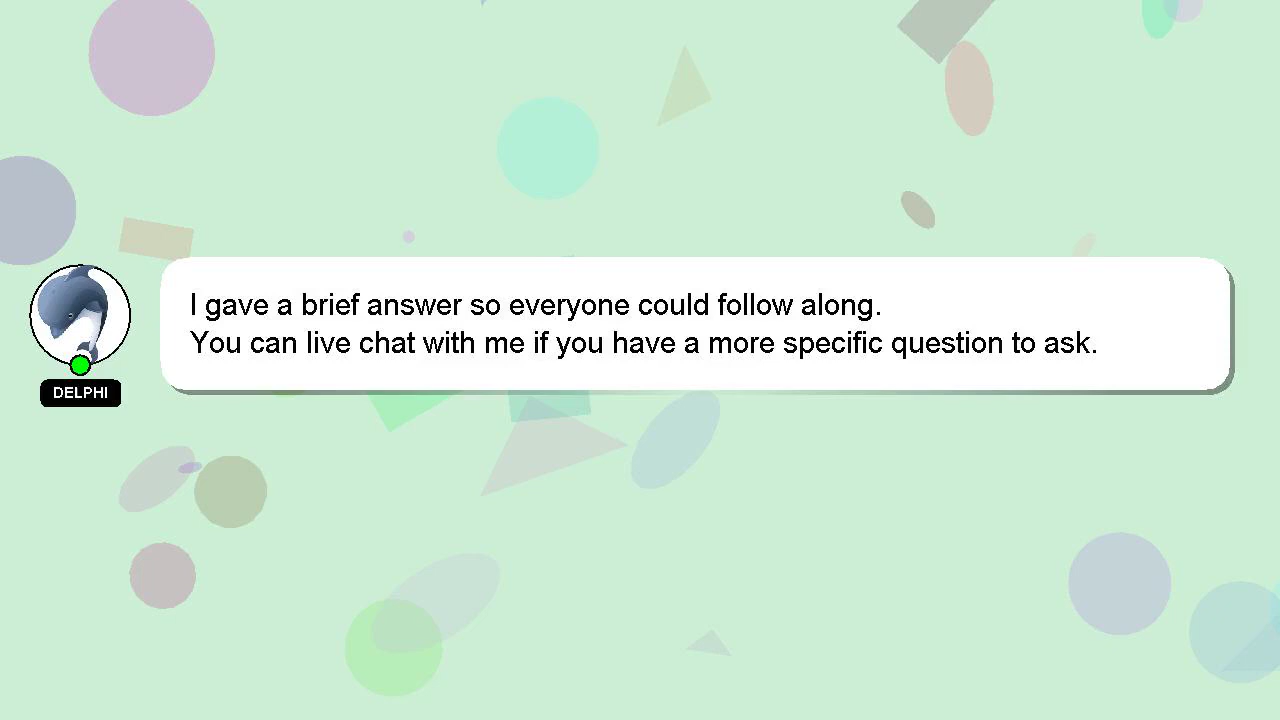 I gave a brief answer so everyone could follow along.
You can live chat with me if you have a more specific question to ask.
DELPHI